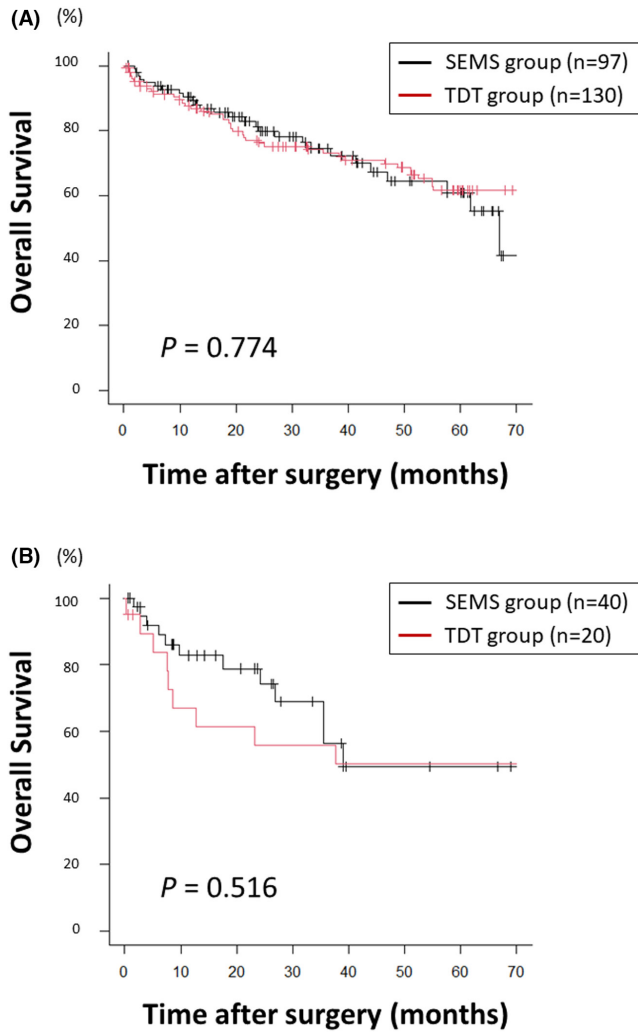 (A) (%)
SEMS group (n=97)
TDT group (n=130)
100
80
60
40
20
0
Overall Survival
P = 0.774
0 10 20 30 40 50 60 70
Time after surgery (months)
(B) (%)
SEMS group (n=40)
TDT group (n=20)
100
80
60
40
20
0
Overall Survival
P = 0.516
0 10 20 30 40 50 60 70
Time after surgery (months)